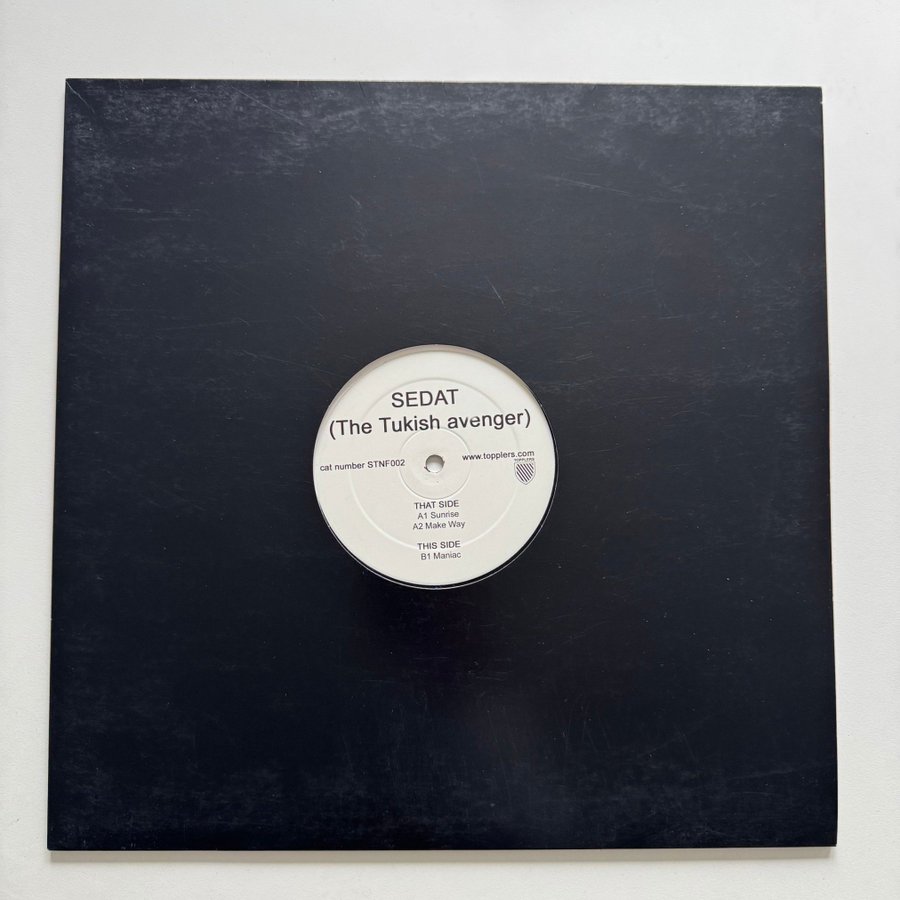 SEDAT
(The Tukish avenger)
cat number STNF002
www.topplers.com
TOPPLERS
THAT SIDE
A1 Sunrise
A2 Make Way
THIS SIDE
B1 Maniac